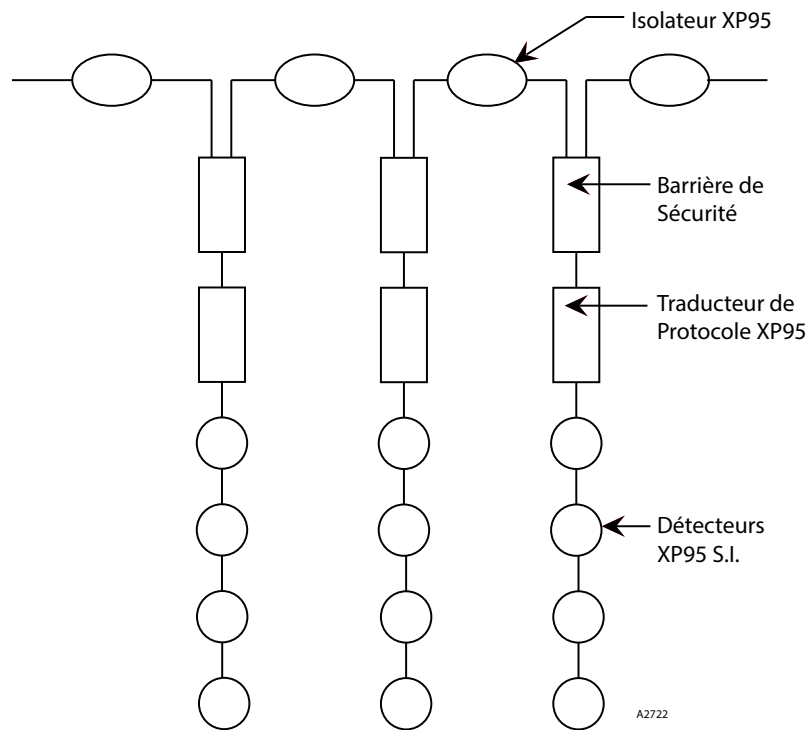 Isolateur XP95
Barrière de
Sécurité
Traducteur de
Protocole XP95
Détecteurs
XP95 S.I.
A2722